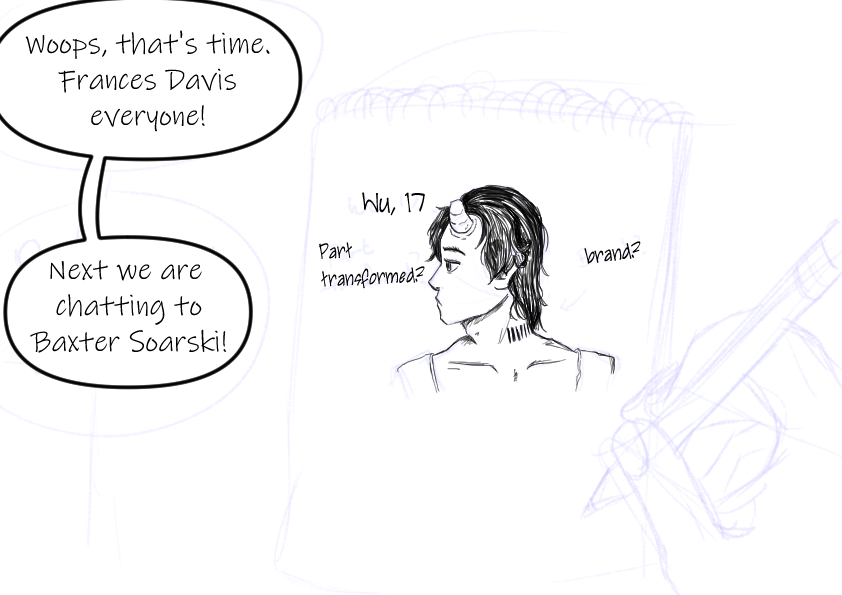 Woops, that's time.
Frances Davis
everyone!
Next we are
chatting to
Baxter Soarski!
Wu, 17
Part
transformed?
brand?